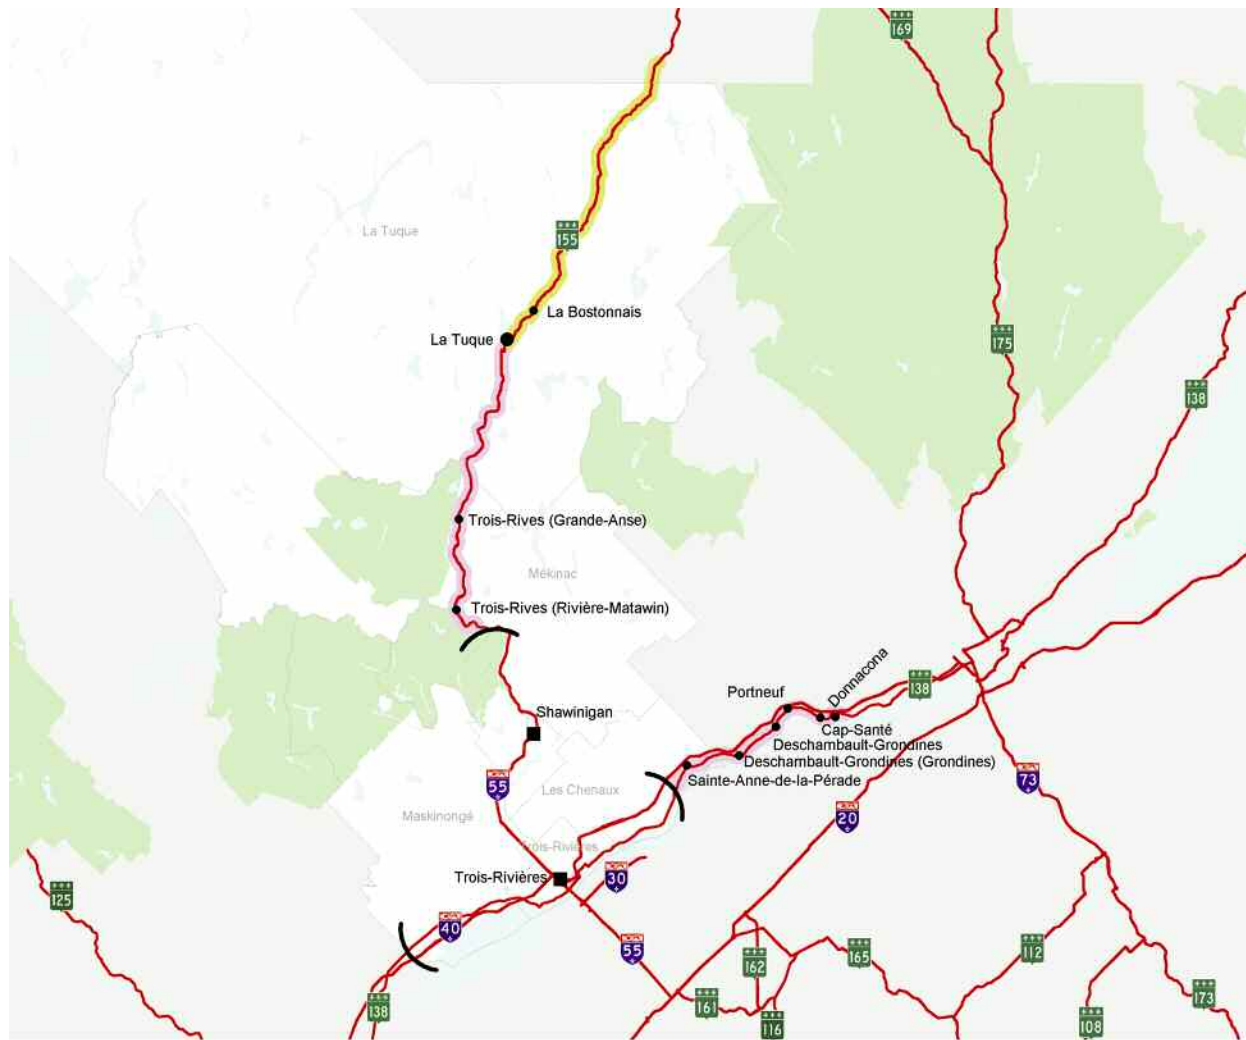 169
La Tuque
155
La Bostonnais
La Tuque
175
138
Trois-Rives (Grande-Anse)
Mékinac
Trois-Rives (Rivière-Matawin)
Donnacona
138
Portneuf
Shawinigan
Cap-Santé
Deschambault-Grondines
Deschambault-Grondines (Grondines)
Sainte-Anne-de-la-Pérade
73
55
Les Chenaux
Maskinongé
20
Trois-Rivières
Trois-Rivières
30
125
40
55
112
165
162
138
161
173
116
108